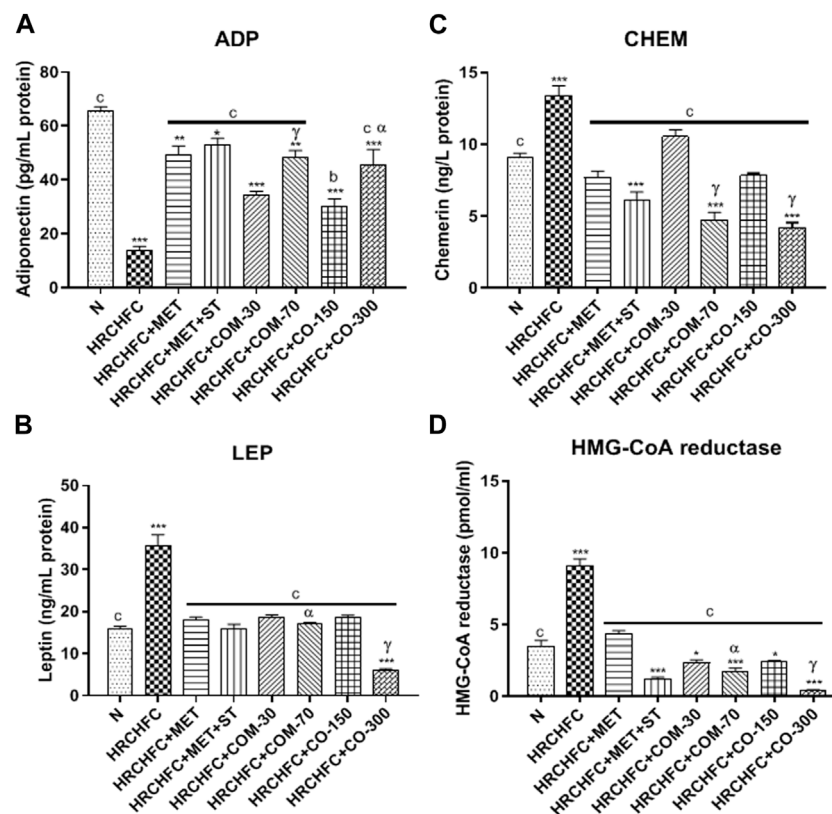 A
ADP
Adiponectin (pg/mL protein)
80
60
40
20
0
c
***
c
**
*
***
γ
**
b
***
c α
***
N
HRCHFC
HRCHFC+MET
HRCHFC+MET+ST
HRCHFC+COM-30
HRCHFC+COM-70
HRCHFC+CO-150
HRCHFC+CO-300
C
CHEM
Chemerin (ng/L protein)
15
10
5
0
c
***
c
***
γ
***
γ
***
N
HRCHFC
HRCHFC+MET
HRCHFC+MET+ST
HRCHFC+COM-30
HRCHFC+COM-70
HRCHFC+CO-150
HRCHFC+CO-300
B
LEP
Leptin (ng/mL protein)
50
40
30
20
10
0
c
***
c
α
γ
***
N
HRCHFC
HRCHFC+MET
HRCHFC+MET+ST
HRCHFC+COM-30
HRCHFC+COM-70
HRCHFC+CO-150
HRCHFC+CO-300
D
HMG-CoA reductase
HMG-CoA reductase (pmol/ml)
15
10
5
0
c
***
c
***
*
α
***
*
γ
***
N
HRCHFC
HRCHFC+MET
HRCHFC+MET+ST
HRCHFC+COM-30
HRCHFC+COM-70
HRCHFC+CO-150
HRCHFC+CO-300